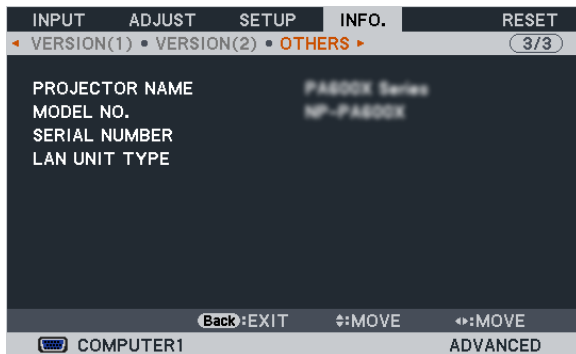 INPUT ADJUST SETUP INFO. RESET
◂ VERSION(1) • VERSION(2) • OTHERS ▸ 3/3
PROJECTOR NAME PA600X Series
MODEL NO. NP-PA600X
SERIAL NUMBER
LAN UNIT TYPE
Back:EXIT ⬍:MOVE ◂▸:MOVE
COMPUTER1 ADVANCED